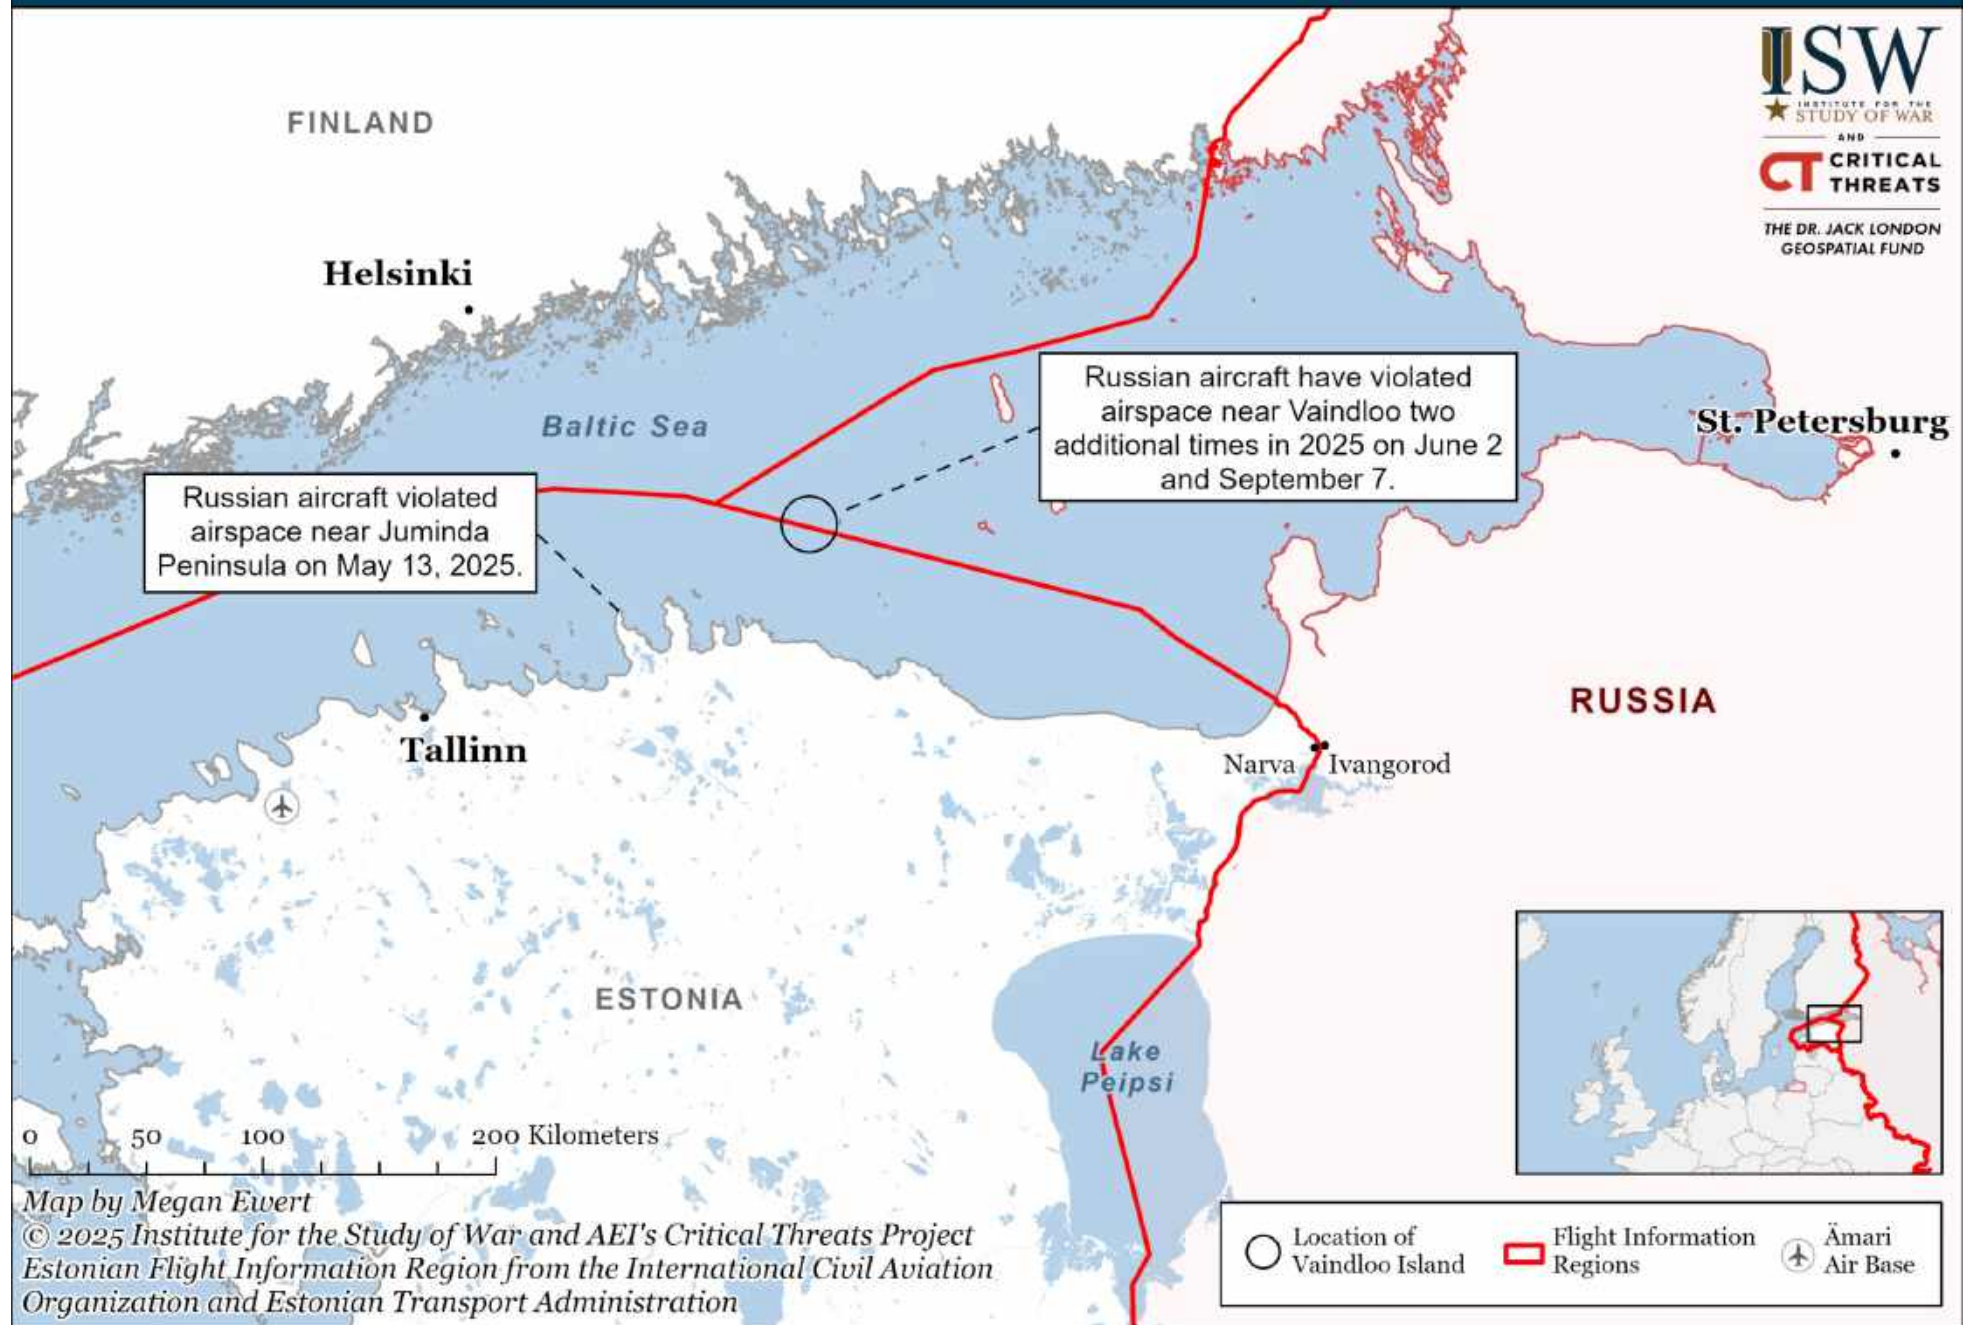 ISW
INSTITUTE FOR THE
STUDY OF WAR
AND
CT CRITICAL
THREATS
THE DR. JACK LONDON
GEOSPATIAL FUND
FINLAND
Helsinki
Baltic Sea
Russian aircraft have violated
airspace near Vaindloo two
additional times in 2025 on June 2
and September 7.
St. Petersburg
Russian aircraft violated
airspace near Juminda
Peninsula on May 13, 2025.
RUSSIA
Tallinn
Narva
Ivangorod
ESTONIA
Lake
Peipsi
0 50 100 200 Kilometers
Map by Megan Ewert
© 2025 Institute for the Study of War and AEI's Critical Threats Project
Estonian Flight Information Region from the International Civil Aviation
Organization and Estonian Transport Administration
Location of
Vaindloo Island
Flight Information
Regions
Ämari
Air Base